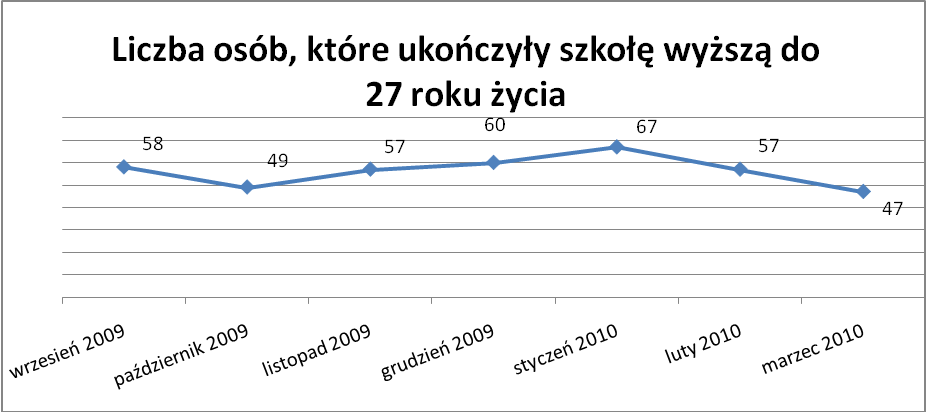 Liczba osób, które ukończyły szkołę wyższą do
27 roku życia
58
49
57
60
67
57
47
wrzesień 2009
październik 2009
listopad 2009
grudzień 2009
styczeń 2010
luty 2010
marzec 2010